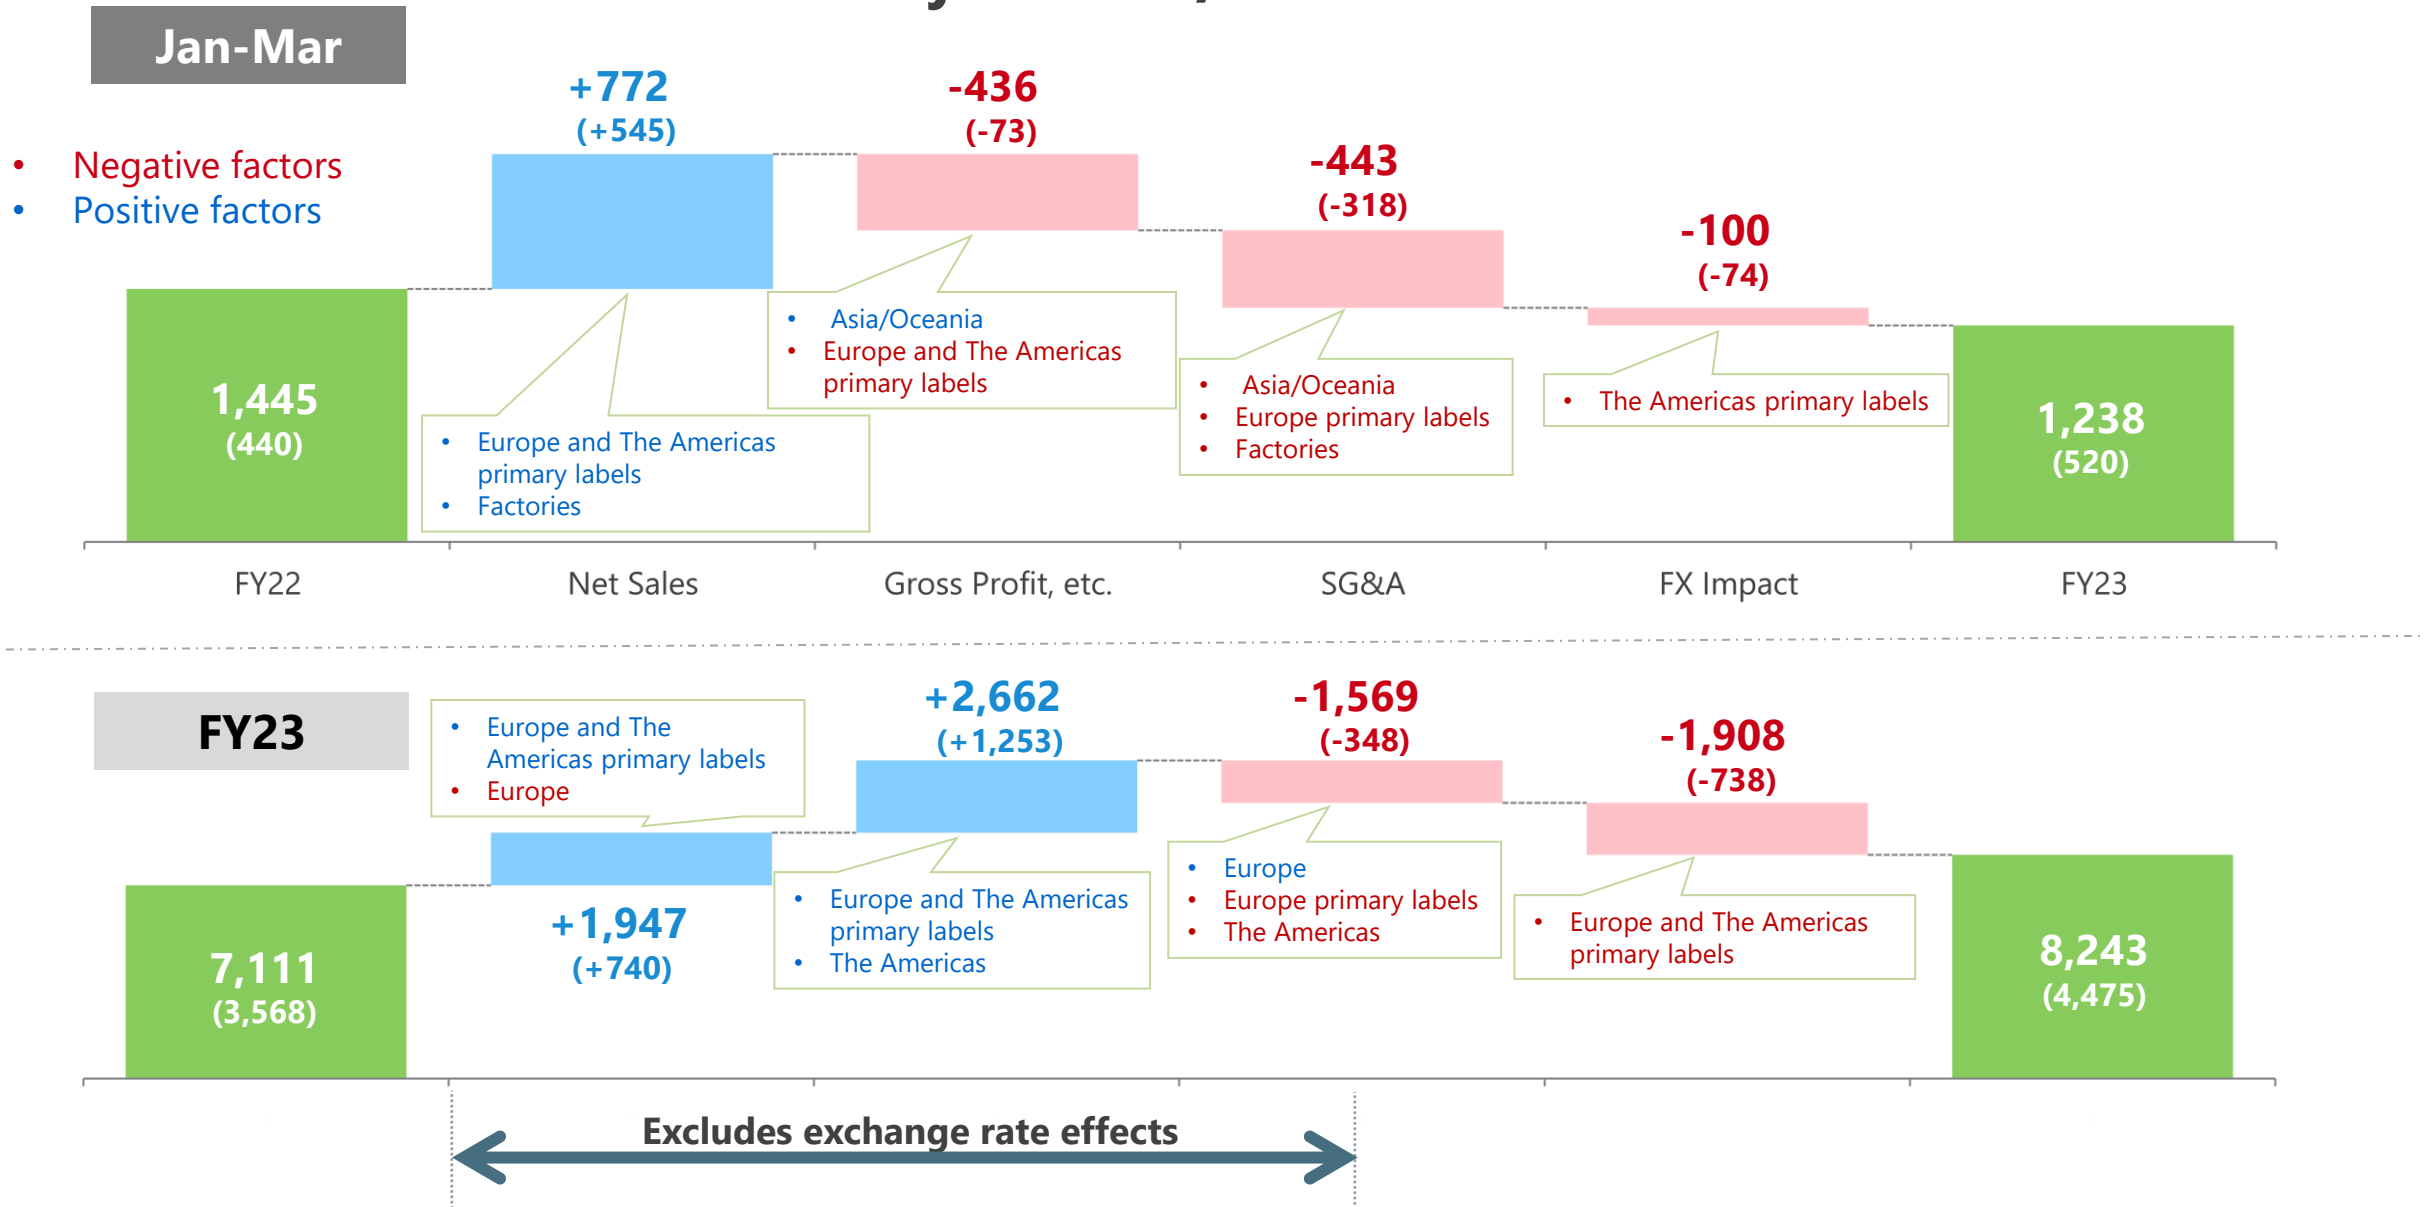 Jan-Mar
• Negative factors
• Positive factors
+772
(+545)
-436
(-73)
-443
(-318)
-100
(-74)
1,445
(440)
• Europe and The Americas
primary labels
• Factories
• Asia/Oceania
• Europe and The Americas
primary labels
• Asia/Oceania
• Europe primary labels
• Factories
• The Americas primary labels
1,238
(520)
FY22
Net Sales
Gross Profit, etc.
SG&A
FX Impact
FY23
FY23
• Europe and The
Americas primary labels
• Europe
+2,662
(+1,253)
-1,569
(-348)
-1,908
(-738)
7,111
(3,568)
+1,947
(+740)
• Europe and The Americas
primary labels
• The Americas
• Europe
• Europe primary labels
• The Americas
• Europe and The Americas
primary labels
8,243
(4,475)
Excludes exchange rate effects